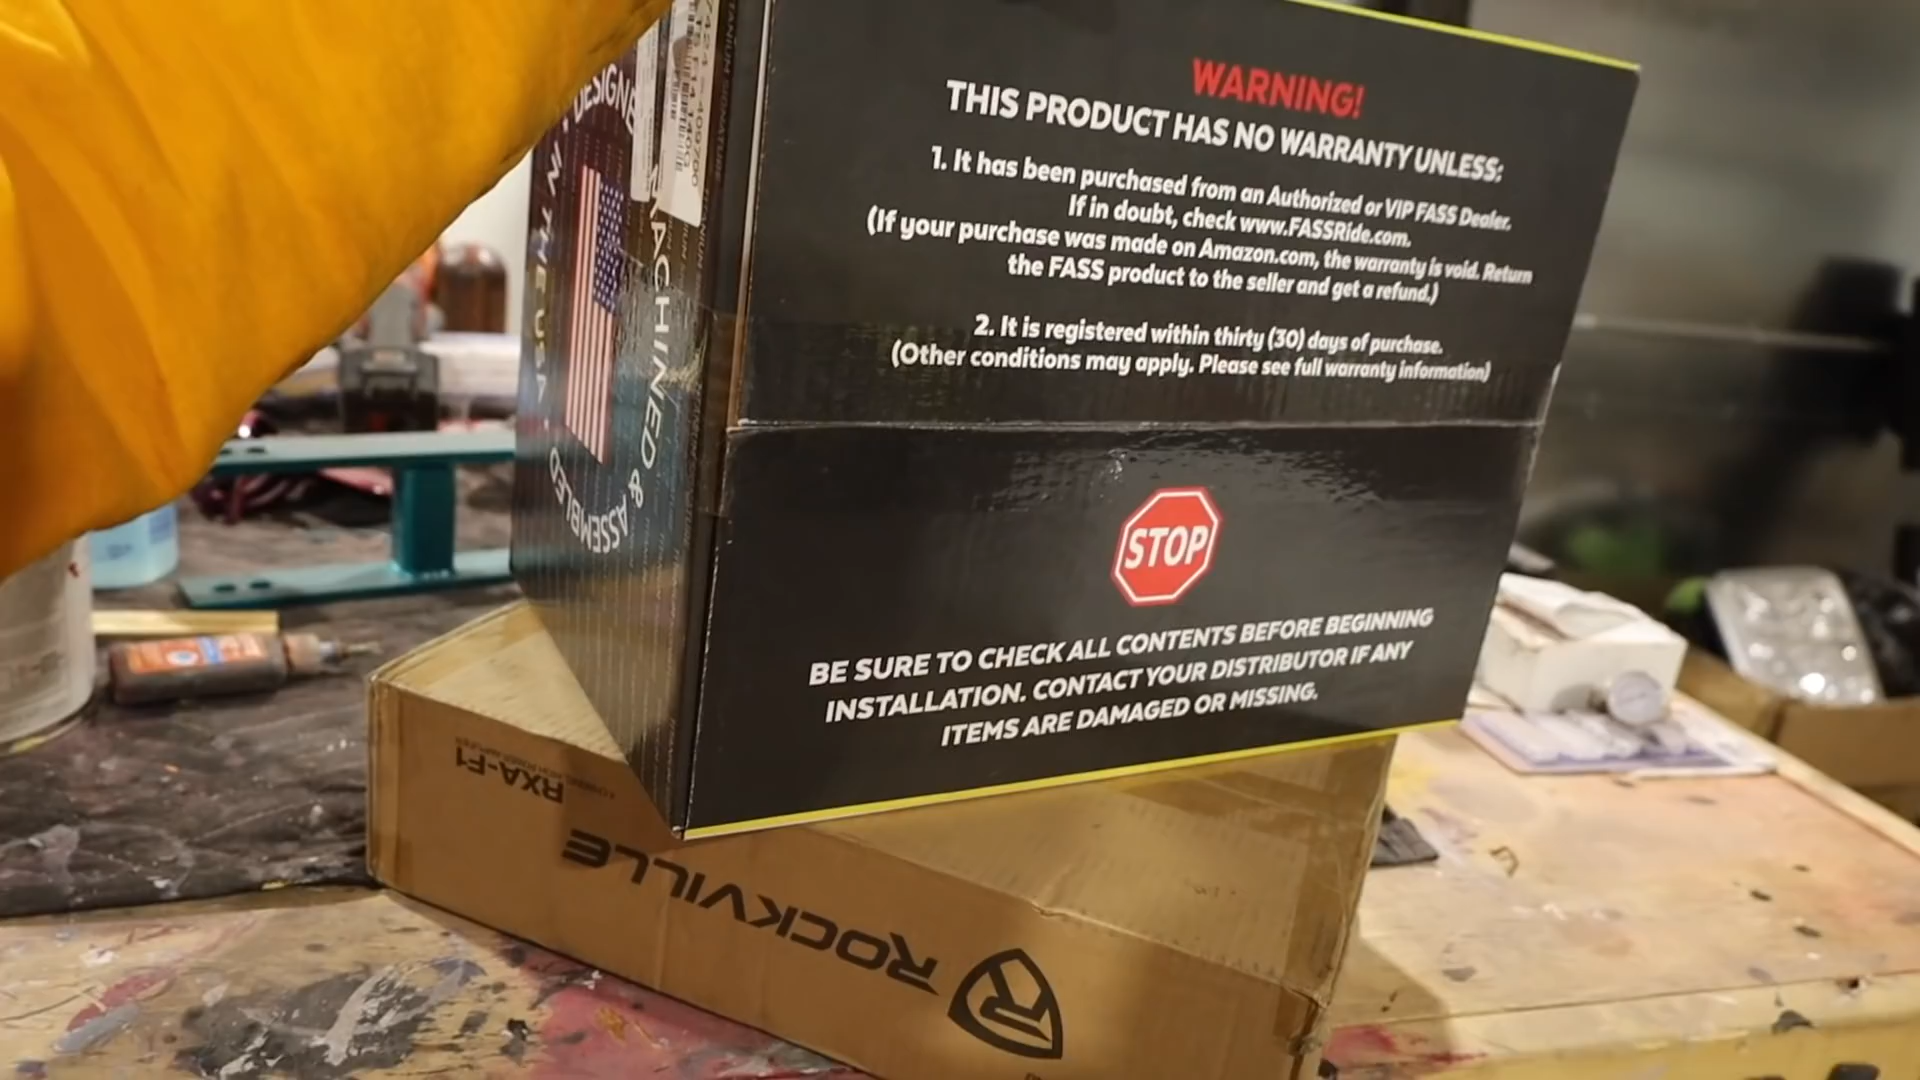 WARNING!
THIS PRODUCT HAS NO WARRANTY UNLESS:
1. It has been purchased from an Authorized or VIP FASS Dealer.
If in doubt, check www.FASSRide.com.
(If your purchase was made on Amazon.com, the warranty is void. Return
the FASS product to the seller and get a refund.)
2. It is registered within thirty (30) days of purchase.
(Other conditions may apply. Please see full warranty information)
STOP
BE SURE TO CHECK ALL CONTENTS BEFORE BEGINNING
INSTALLATION. CONTACT YOUR DISTRIBUTOR IF ANY
ITEMS ARE DAMAGED OR MISSING.
MACHINED & ASSEMBLED
IN THE USA
RXA-F1
ROCKVILLE